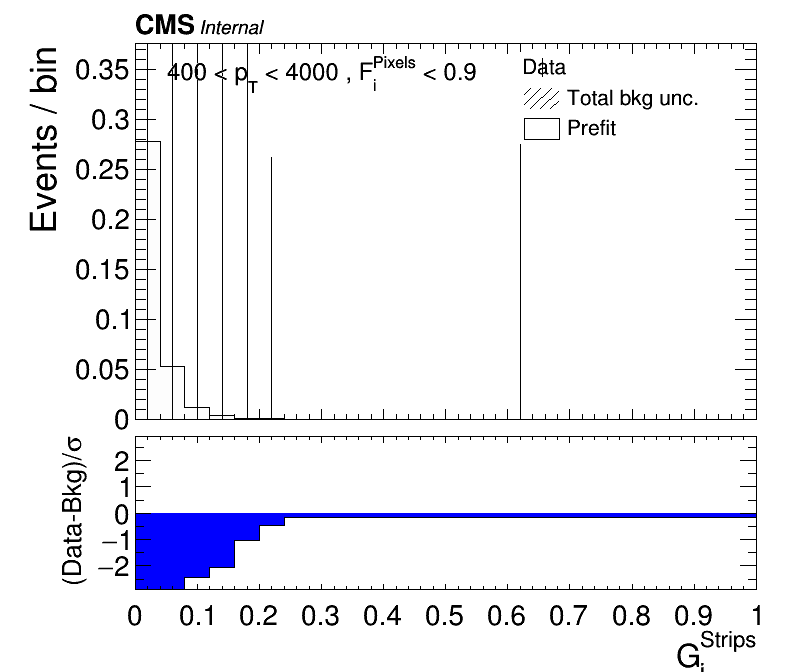 CMS Internal
Events / bin
400 < p_T < 4000 , F_i^Pixels < 0.9
Data
Total bkg unc.
Prefit
0.35
0.3
0.25
0.2
0.15
0.1
0.05
0
(Data-Bkg)/σ
2
1
0
−1
−2
0 0.1 0.2 0.3 0.4 0.5 0.6 0.7 0.8 0.9 1
G_i^Strips